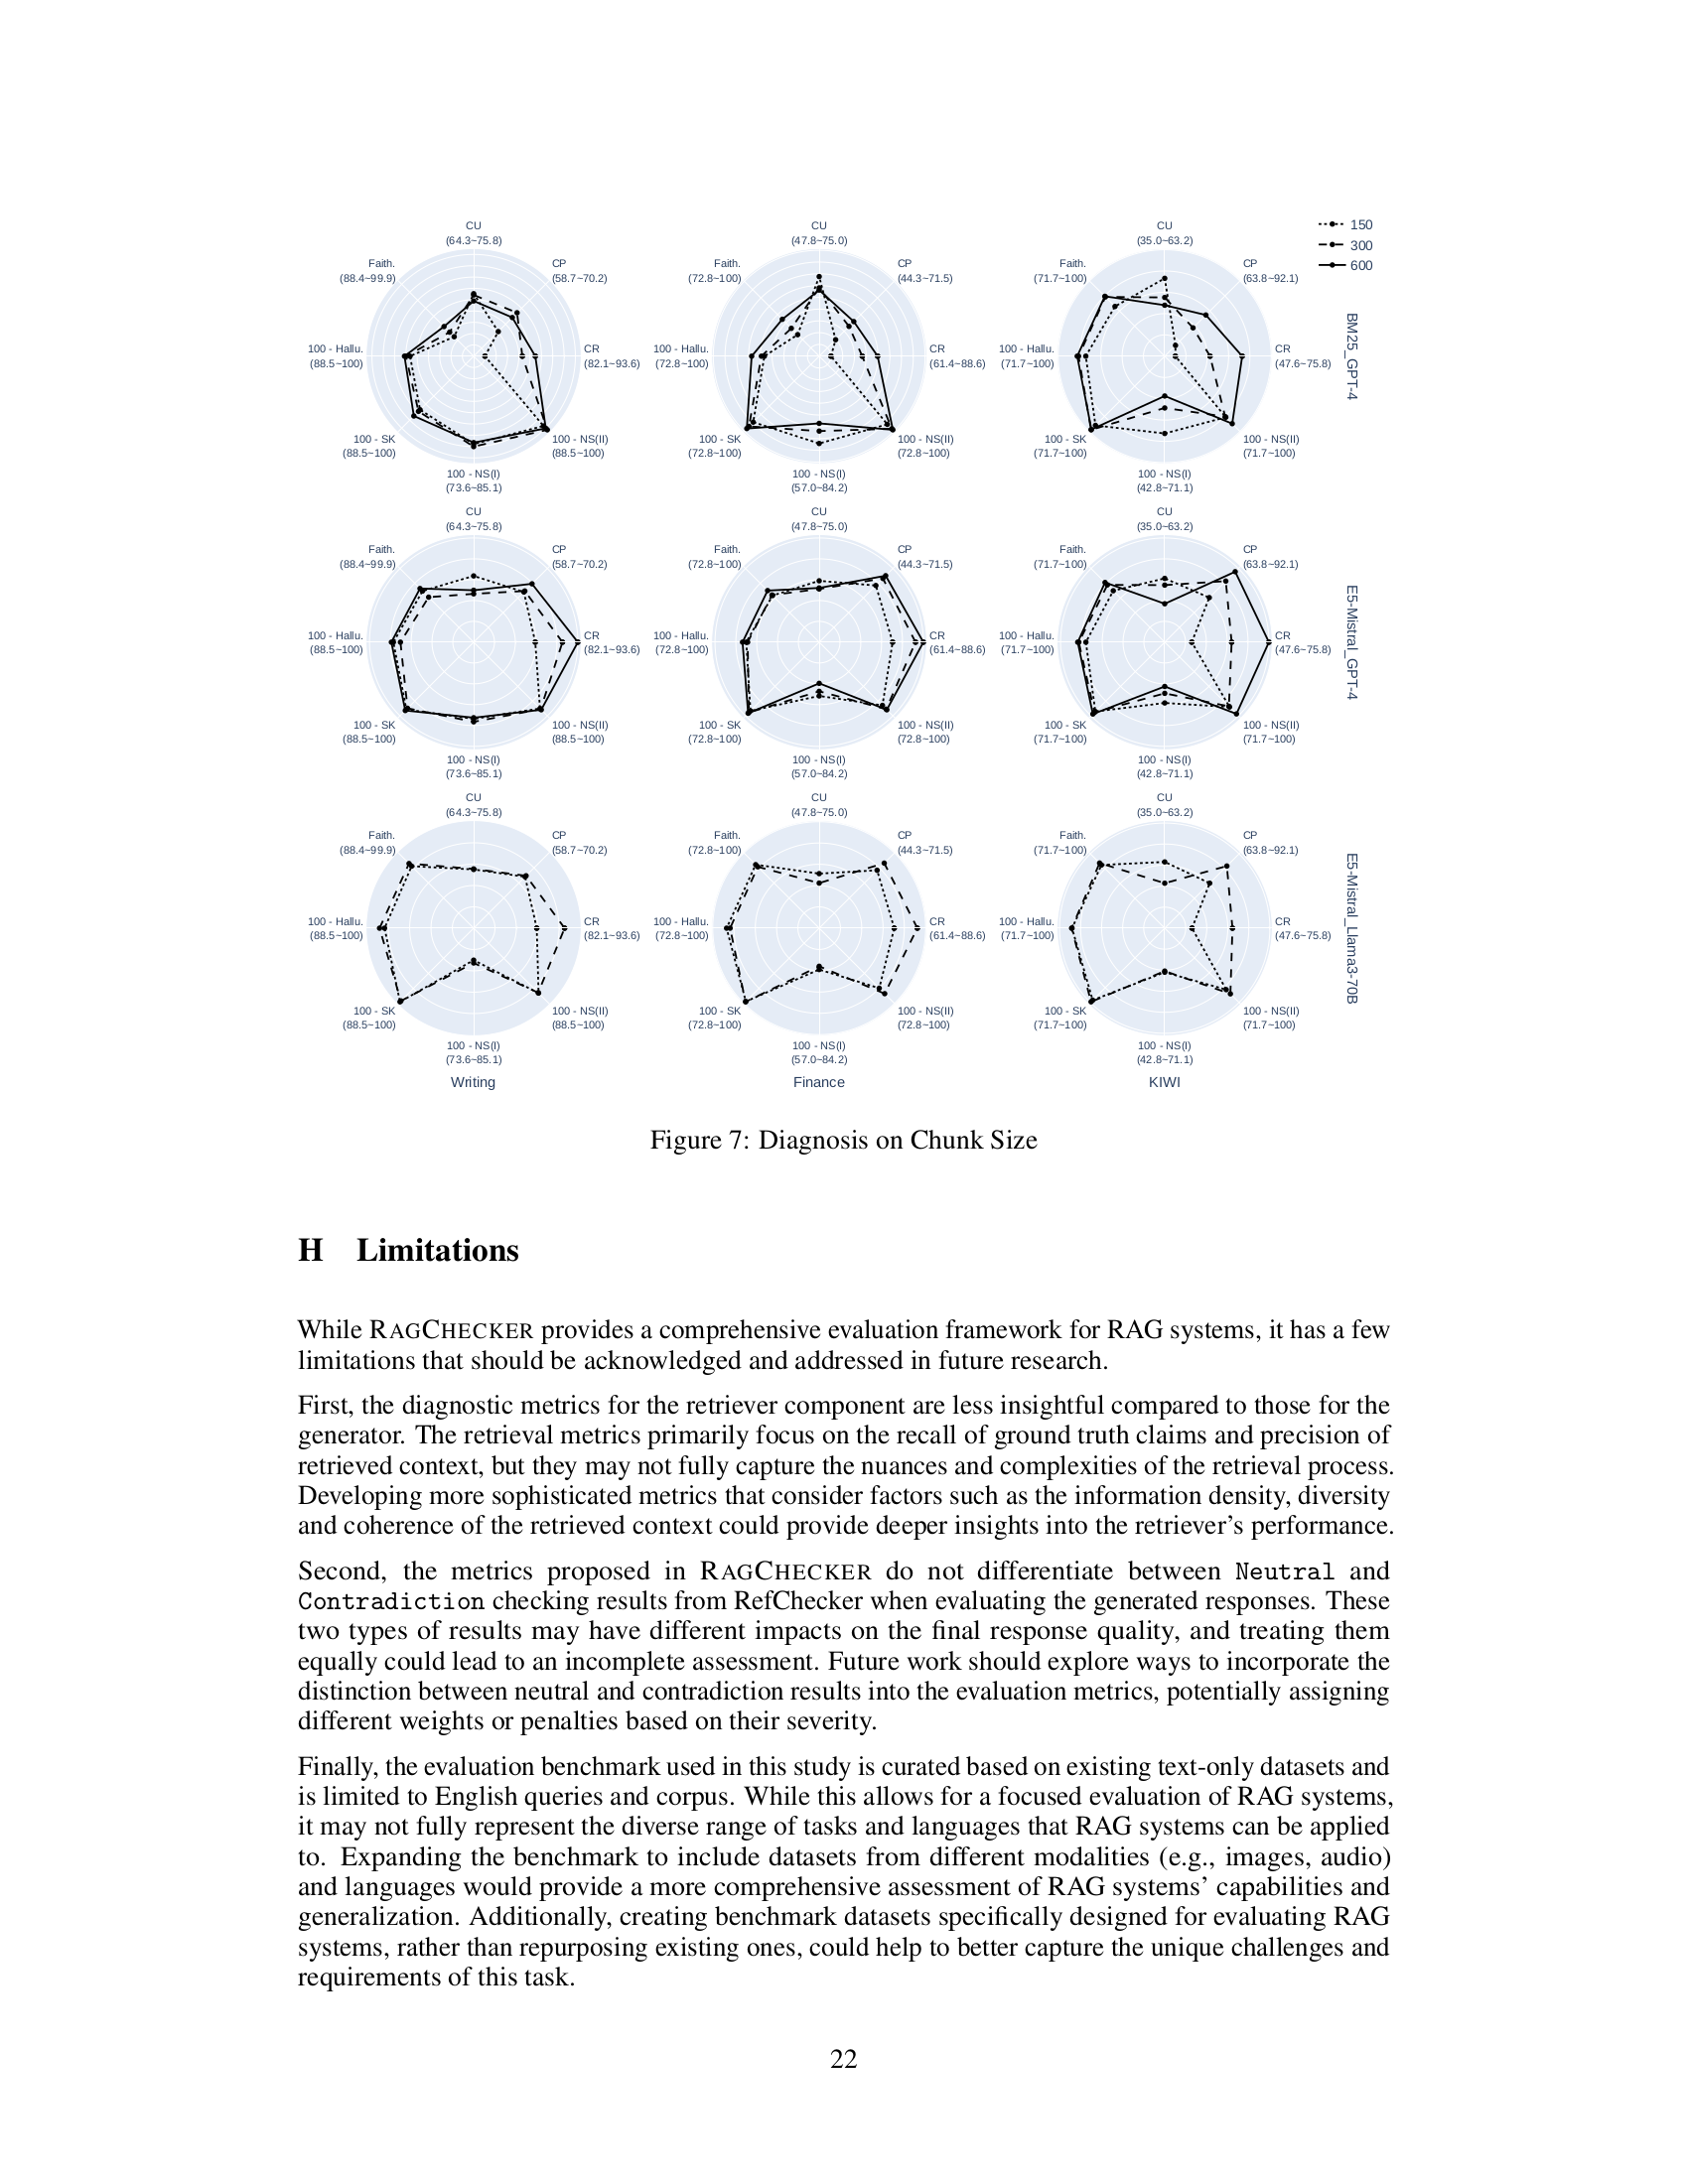 CU
(64.3~75.8)
Faith.
(88.4~99.9)
CP
(58.7~70.2)
100 - Hallu.
(88.5~100)
CR
(82.1~93.6)
100 - SK
(88.5~100)
100 - NS(II)
(88.5~100)
100 - NS(I)
(73.6~85.1)
CU
(47.8~75.0)
Faith.
(72.8~100)
CP
(44.3~71.5)
100 - Hallu.
(72.8~100)
CR
(61.4~88.6)
100 - SK
(72.8~100)
100 - NS(II)
(72.8~100)
100 - NS(I)
(57.0~84.2)
CU
(35.0~63.2)
Faith.
(71.7~100)
CP
(63.8~92.1)
100 - Hallu.
(71.7~100)
CR
(47.6~75.8)
100 - SK
(71.7~100)
100 - NS(II)
(71.7~100)
100 - NS(I)
(42.8~71.1)
150
300
600
BM25_GPT-4
CU
(64.3~75.8)
Faith.
(88.4~99.9)
CP
(58.7~70.2)
100 - Hallu.
(88.5~100)
CR
(82.1~93.6)
100 - SK
(88.5~100)
100 - NS(II)
(88.5~100)
100 - NS(I)
(73.6~85.1)
CU
(47.8~75.0)
Faith.
(72.8~100)
CP
(44.3~71.5)
100 - Hallu.
(72.8~100)
CR
(61.4~88.6)
100 - SK
(72.8~100)
100 - NS(II)
(72.8~100)
100 - NS(I)
(57.0~84.2)
CU
(35.0~63.2)
Faith.
(71.7~100)
CP
(63.8~92.1)
100 - Hallu.
(71.7~100)
CR
(47.6~75.8)
100 - SK
(71.7~100)
100 - NS(II)
(71.7~100)
100 - NS(I)
(42.8~71.1)
E5-Mistral_GPT-4
CU
(64.3~75.8)
Faith.
(88.4~99.9)
CP
(58.7~70.2)
100 - Hallu.
(88.5~100)
CR
(82.1~93.6)
100 - SK
(88.5~100)
100 - NS(II)
(88.5~100)
100 - NS(I)
(73.6~85.1)
Writing
CU
(47.8~75.0)
Faith.
(72.8~100)
CP
(44.3~71.5)
100 - Hallu.
(72.8~100)
CR
(61.4~88.6)
100 - SK
(72.8~100)
100 - NS(II)
(72.8~100)
100 - NS(I)
(57.0~84.2)
Finance
CU
(35.0~63.2)
Faith.
(71.7~100)
CP
(63.8~92.1)
100 - Hallu.
(71.7~100)
CR
(47.6~75.8)
100 - SK
(71.7~100)
100 - NS(II)
(71.7~100)
100 - NS(I)
(42.8~71.1)
KIWI
E5-Mistral_Llama3-70B
Figure 7: Diagnosis on Chunk Size
H Limitations
While RAGCHECKER provides a comprehensive evaluation framework for RAG systems, it has a few
limitations that should be acknowledged and addressed in future research.
First, the diagnostic metrics for the retriever component are less insightful compared to those for the
generator. The retrieval metrics primarily focus on the recall of ground truth claims and precision of
retrieved context, but they may not fully capture the nuances and complexities of the retrieval process.
Developing more sophisticated metrics that consider factors such as the information density, diversity
and coherence of the retrieved context could provide deeper insights into the retriever's performance.
Second, the metrics proposed in RAGCHECKER do not differentiate between Neutral and
Contradiction checking results from RefChecker when evaluating the generated responses. These
two types of results may have different impacts on the final response quality, and treating them
equally could lead to an incomplete assessment. Future work should explore ways to incorporate the
distinction between neutral and contradiction results into the evaluation metrics, potentially assigning
different weights or penalties based on their severity.
Finally, the evaluation benchmark used in this study is curated based on existing text-only datasets and
is limited to English queries and corpus. While this allows for a focused evaluation of RAG systems,
it may not fully represent the diverse range of tasks and languages that RAG systems can be applied
to. Expanding the benchmark to include datasets from different modalities (e.g., images, audio)
and languages would provide a more comprehensive assessment of RAG systems' capabilities and
generalization. Additionally, creating benchmark datasets specifically designed for evaluating RAG
systems, rather than repurposing existing ones, could help to better capture the unique challenges and
requirements of this task.
22